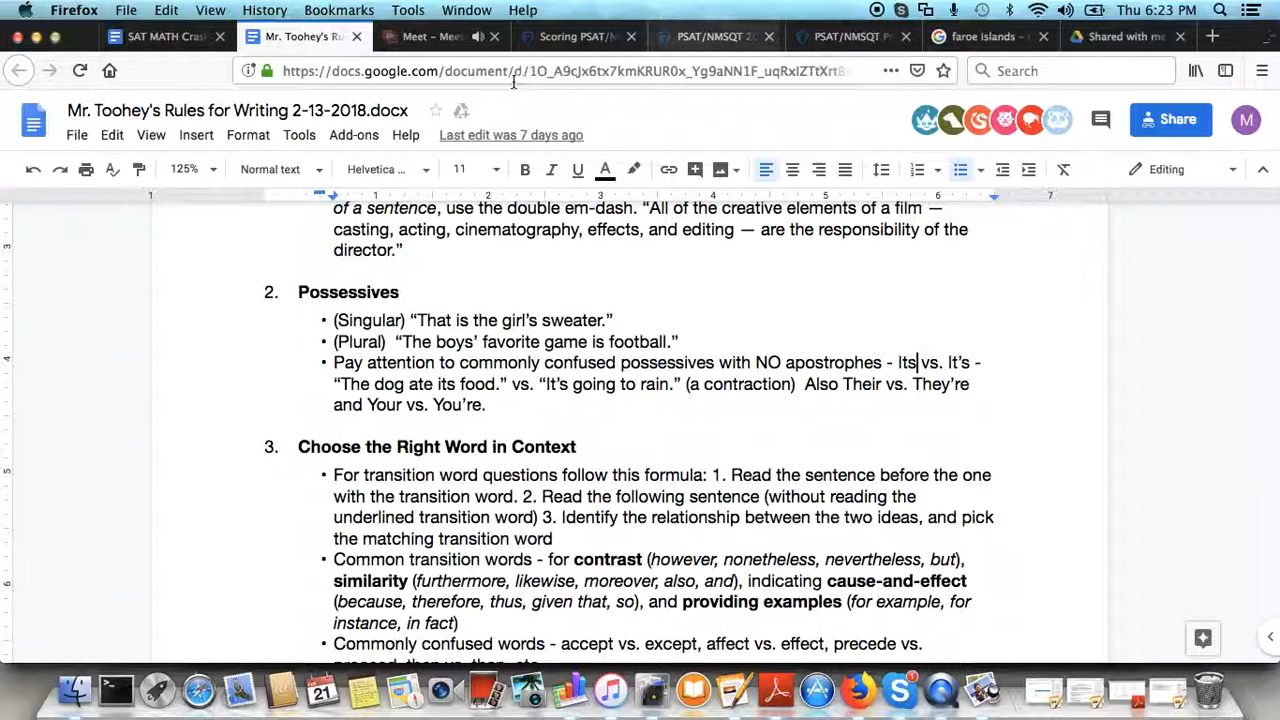 Firefox File Edit View History Bookmarks Tools Window Help Thu 6:23 PM
SAT MATH Cras Mr. Toohey's Ru Meet – Meet Scoring PSAT/N PSAT/NMSQT 2 PSAT/NMSQT P faroe islands - Shared with me
https://docs.google.com/document/d/1O_A9cJx6tx7kmKRUR0x_Yg9aNN1F_uqRxlZTtXrtB Search
Mr. Toohey's Rules for Writing 2-13-2018.docx
File Edit View Insert Format Tools Add-ons Help Last edit was 7 days ago
Share M
125% Normal text Helvetica ... 11 B I U A Editing
1 1 2 3 4 5 6 7
of a sentence, use the double em-dash. “All of the creative elements of a film —
casting, acting, cinematography, effects, and editing — are the responsibility of the
director.”
2. Possessives
• (Singular) “That is the girl’s sweater.”
• (Plural) “The boys’ favorite game is football.”
• Pay attention to commonly confused possessives with NO apostrophes - Its vs. It’s -
“The dog ate its food.” vs. “It’s going to rain.” (a contraction) Also Their vs. They’re
and Your vs. You’re.
3. Choose the Right Word in Context
• For transition word questions follow this formula: 1. Read the sentence before the one
with the transition word. 2. Read the following sentence (without reading the
underlined transition word) 3. Identify the relationship between the two ideas, and pick
the matching transition word
• Common transition words - for contrast (however, nonetheless, nevertheless, but),
similarity (furthermore, likewise, moreover, also, and), indicating cause-and-effect
(because, therefore, thus, given that, so), and providing examples (for example, for
instance, in fact)
• Commonly confused words - accept vs. except, affect vs. effect, precede vs.